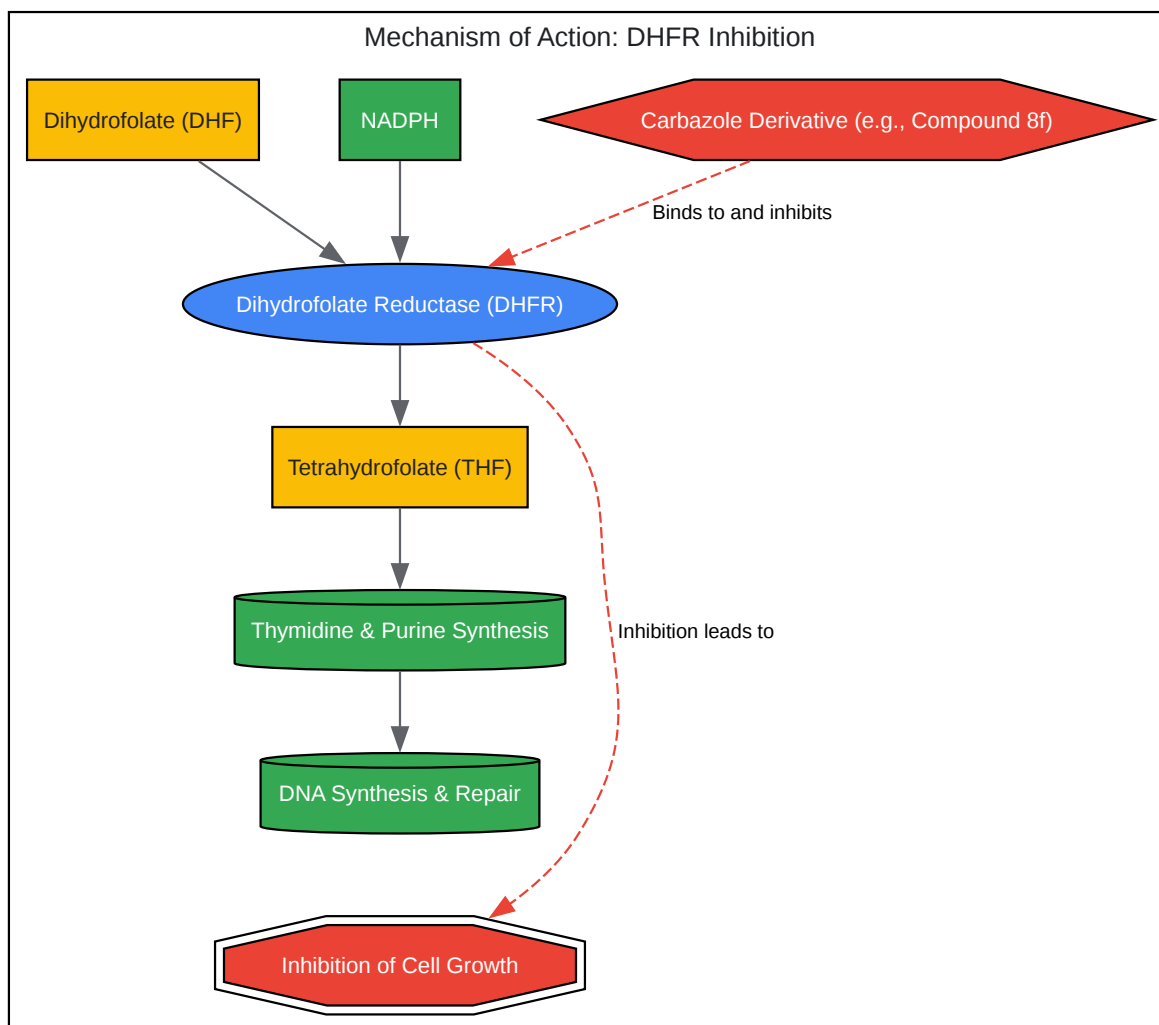 Mechanism of Action: DHFR Inhibition
Dihydrofolate (DHF)
NADPH
Carbazole Derivative (e.g., Compound 8f)
Binds to and inhibits
Dihydrofolate Reductase (DHFR)
Tetrahydrofolate (THF)
Thymidine & Purine Synthesis
Inhibition leads to
DNA Synthesis & Repair
Inhibition of Cell Growth